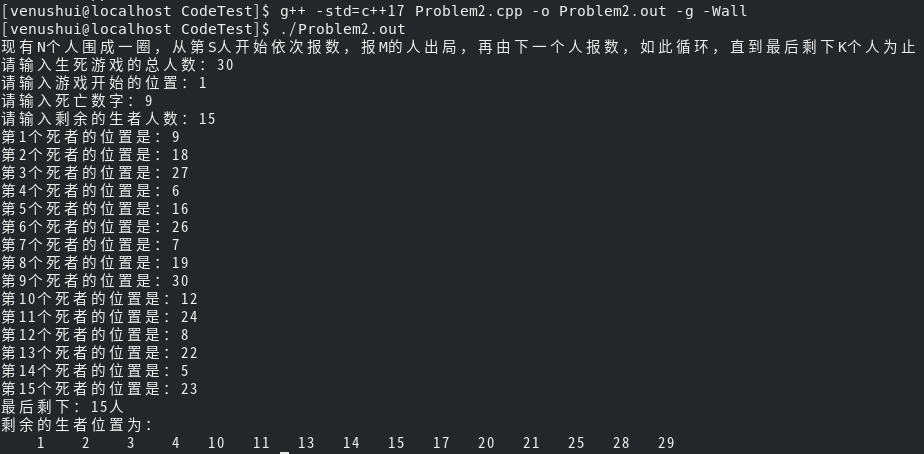 [venushui@localhost CodeTest]$ g++ -std=c++17 Problem2.cpp -o Problem2.out -g -Wall
[venushui@localhost CodeTest]$ ./Problem2.out
现有N个人围成一圈，从第S人开始依次报数，报M的人出局，再由下一个人报数，如此循环，直到最后剩下K个人为止
请输入生死游戏的总人数：30
请输入游戏开始的位置：1
请输入死亡数字：9
请输入剩余的生者人数：15
第1个死者的位置是：9
第2个死者的位置是：18
第3个死者的位置是：27
第4个死者的位置是：6
第5个死者的位置是：16
第6个死者的位置是：26
第7个死者的位置是：7
第8个死者的位置是：19
第9个死者的位置是：30
第10个死者的位置是：12
第11个死者的位置是：24
第12个死者的位置是：8
第13个死者的位置是：22
第14个死者的位置是：5
第15个死者的位置是：23
最后剩下：15人
剩余的生者位置为：
1 2 3 4 10 11 13 14 15 17 20 21 25 28 29